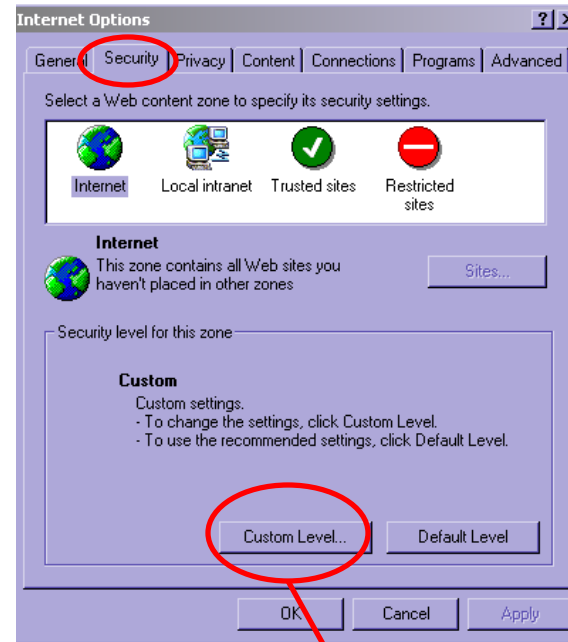 Internet Options ? X
General Security Privacy Content Connections Programs Advanced
Select a Web content zone to specify its security settings.
Internet Local intranet Trusted sites Restricted
sites
Internet
This zone contains all Web sites you
haven't placed in other zones
Sites...
Security level for this zone
Custom
Custom settings.
- To change the settings, click Custom Level.
- To use the recommended settings, click Default Level.
Custom Level... Default Level
OK Cancel Apply